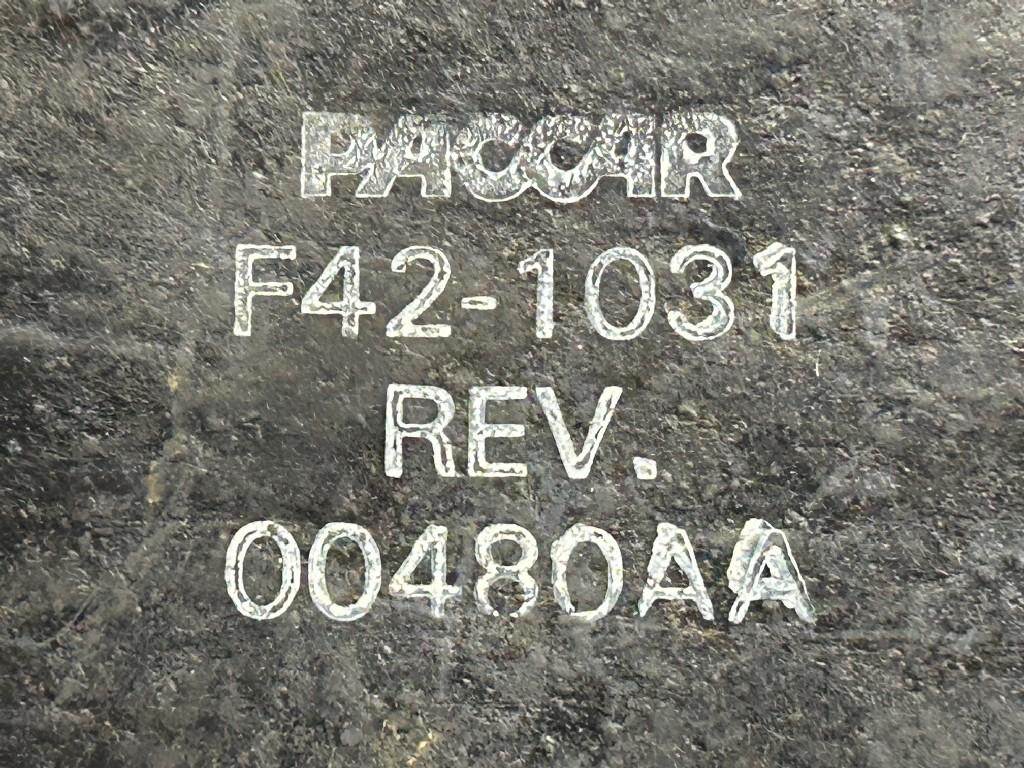 PACCAR
F42-1031
REV.
00480AA